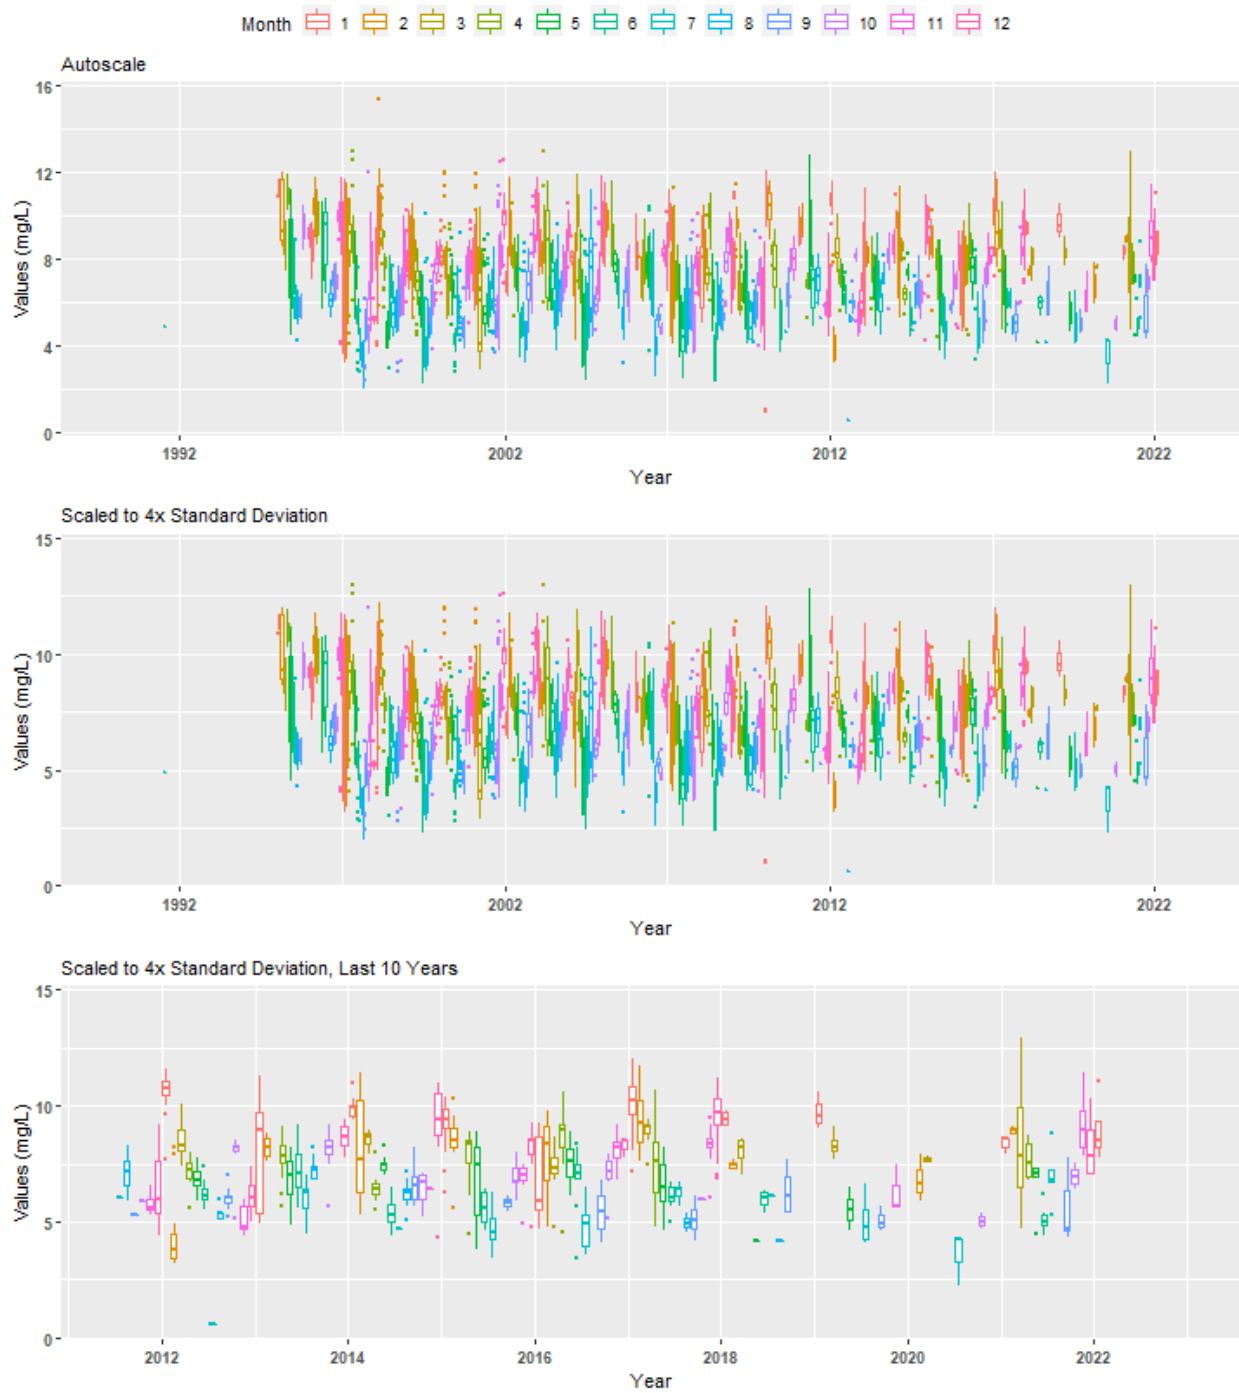 Month 1 2 3 4 5 6 7 8 9 10 11 12
Autoscale
16
12
8
4
0
Values (mg/L)
1992 2002 2012 2022
Year
Scaled to 4x Standard Deviation
15
10
5
0
Values (mg/L)
1992 2002 2012 2022
Year
Scaled to 4x Standard Deviation, Last 10 Years
15
10
5
0
Values (mg/L)
2012 2014 2016 2018 2020 2022
Year